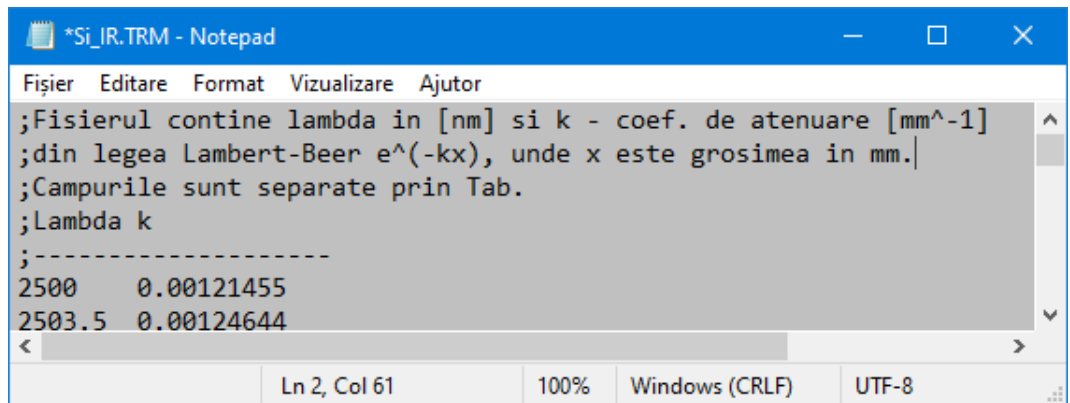 *Si_IR.TRM - Notepad
Fișier Editare Format Vizualizare Ajutor
;Fisierul contine lambda in [nm] si k - coef. de atenuare [mm^-1]
;din legea Lambert-Beer e^(-kx), unde x este grosimea in mm.
;Campurile sunt separate prin Tab.
;Lambda k
;---------------------
2500 0.00121455
2503.5 0.00124644
Ln 2, Col 61 100% Windows (CRLF) UTF-8